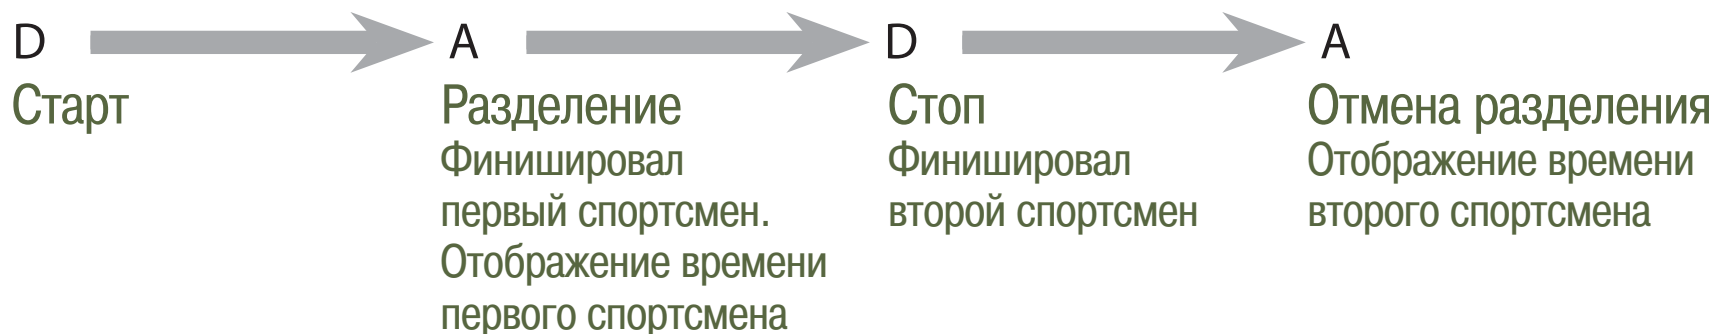 D A D A
Старт Разделение Стоп Отмена разделения
Финишировал Финишировал Отображение времени
первый спортсмен. второй спортсмен второго спортсмена
Отображение времени
первого спортсмена